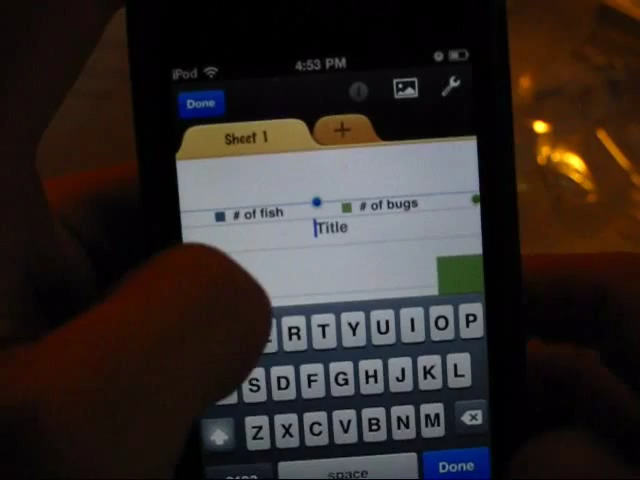 iPod 4:53 PM
Done
Sheet 1 +
# of fish # of bugs
Title
R T Y U I O P
S D F G H J K L
Z X C V B N M
space Done